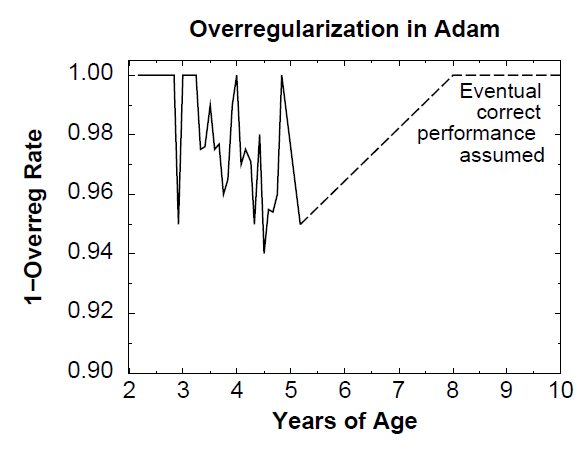 Overregularization in Adam
1.00
0.98
0.96
0.94
0.92
0.90
1−Overreg Rate
Eventual
correct
performance
assumed
2 3 4 5 6 7 8 9 10
Years of Age